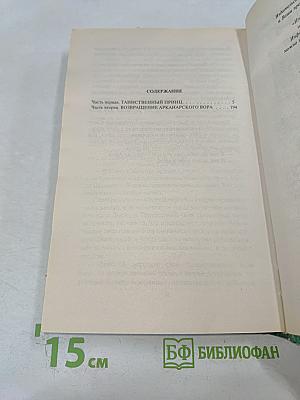 СОДЕРЖАНИЕ
Часть первая. ТАИНСТВЕННЫЙ ПРИНЦ . . . . . . . . . . . . . 5
Часть вторая. ВОЗВРАЩЕНИЕ АРКАНАРСКОГО ВОРА . . . . 194
15 см
БФ БИБЛИОФАН